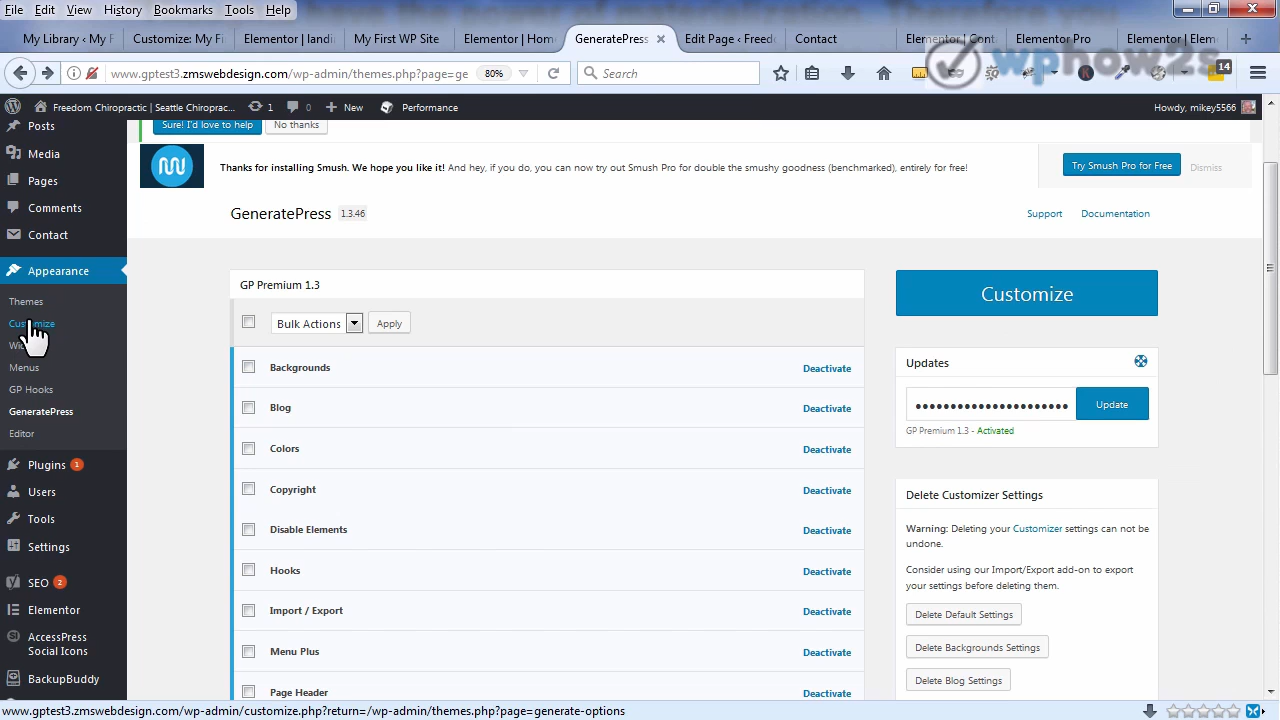 File Edit View History Bookmarks Tools Help
My Library ‹ My F Customize: My Fi Elementor | landi My First WP Site Elementor | Hom GeneratePress Edit Page ‹ Freed Contact Elementor | Cont Elementor Pro Elementor | Elem
www.gptest3.zmswebdesign.com/wp-admin/themes.php?page=ge 80% Search 14
wphow2s
Freedom Chiropractic | Seattle Chiroprac... 1 0 New Performance Howdy, mikey5566
Posts
Media
Pages
Comments
Contact
Appearance
Themes
Customize
Menus
GP Hooks
GeneratePress
Editor
Plugins 1
Users
Tools
Settings
SEO 2
Elementor
AccessPress
Social Icons
BackupBuddy
Sure! I'd love to help No thanks
Thanks for installing Smush. We hope you like it! And hey, if you do, you can now try out Smush Pro for double the smushy goodness (benchmarked), entirely for free! Try Smush Pro for Free Dismiss
GeneratePress 1.3.46 Support Documentation
GP Premium 1.3
Bulk Actions Apply
Backgrounds Deactivate
Blog Deactivate
Colors Deactivate
Copyright Deactivate
Disable Elements Deactivate
Hooks Deactivate
Import / Export Deactivate
Menu Plus Deactivate
Page Header Deactivate
Customize
Updates
Update
GP Premium 1.3 - Activated
Delete Customizer Settings
Warning: Deleting your Customizer settings can not be
undone.
Consider using our Import/Export add-on to export
your settings before deleting them.
Delete Default Settings
Delete Backgrounds Settings
Delete Blog Settings
www.gptest3.zmswebdesign.com/wp-admin/customize.php?return=/wp-admin/themes.php?page=generate-options